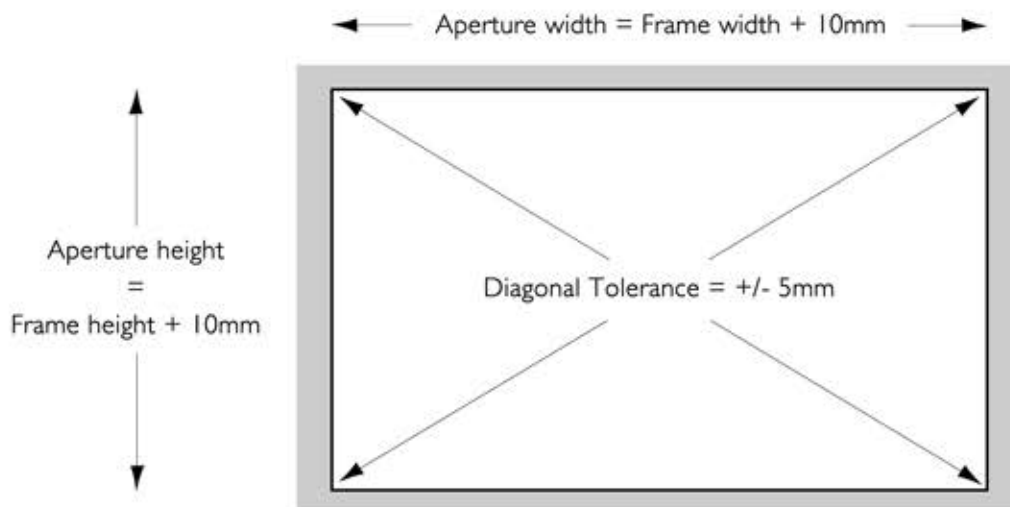 Aperture width = Frame width + 10mm
Aperture height
=
Frame height + 10mm
Diagonal Tolerance = +/- 5mm